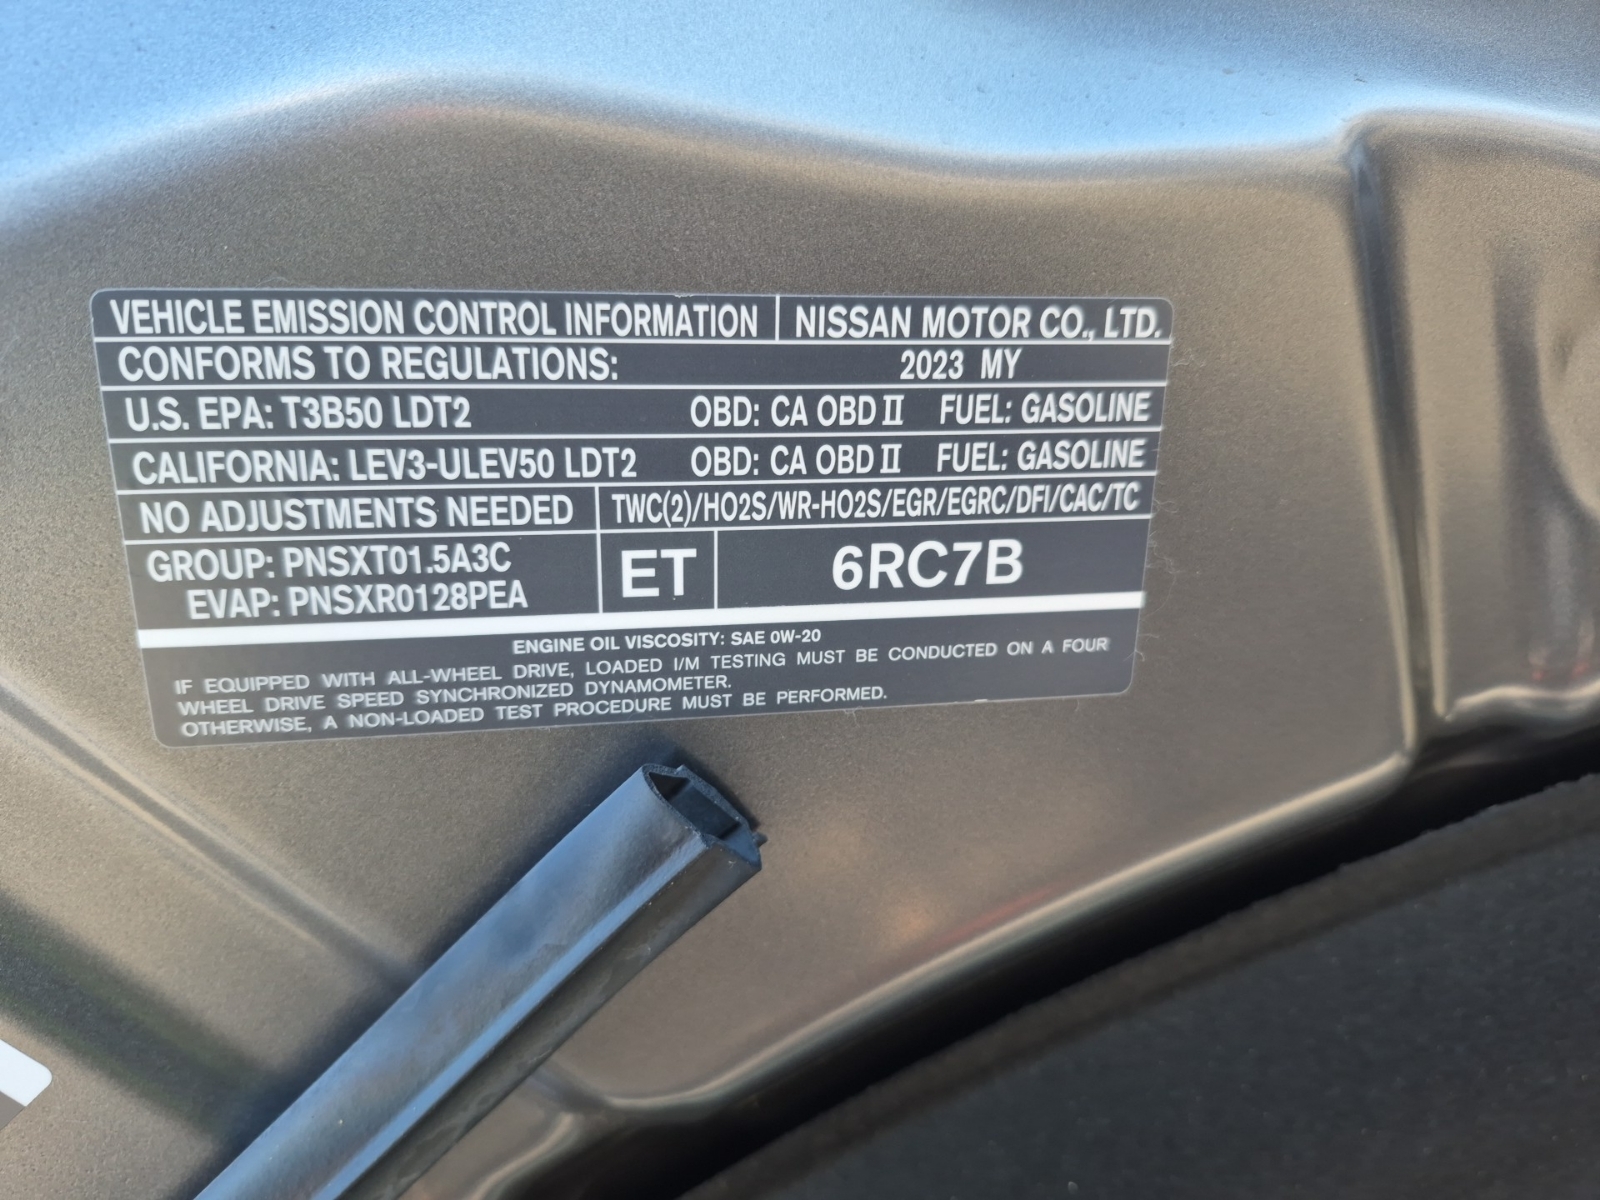 VEHICLE EMISSION CONTROL INFORMATION NISSAN MOTOR CO., LTD.
CONFORMS TO REGULATIONS: 2023 MY
U.S. EPA: T3B50 LDT2 OBD: CA OBD II FUEL: GASOLINE
CALIFORNIA: LEV3-ULEV50 LDT2 OBD: CA OBD II FUEL: GASOLINE
NO ADJUSTMENTS NEEDED TWC(2)/HO2S/WR-HO2S/EGR/EGRC/DFI/CAC/TC
GROUP: PNSXT01.5A3C
EVAP: PNSXR0128PEA
ET 6RC7B
ENGINE OIL VISCOSITY: SAE 0W-20
IF EQUIPPED WITH ALL-WHEEL DRIVE, LOADED I/M TESTING MUST BE CONDUCTED ON A FOUR
WHEEL DRIVE SPEED SYNCHRONIZED DYNAMOMETER.
OTHERWISE, A NON-LOADED TEST PROCEDURE MUST BE PERFORMED.